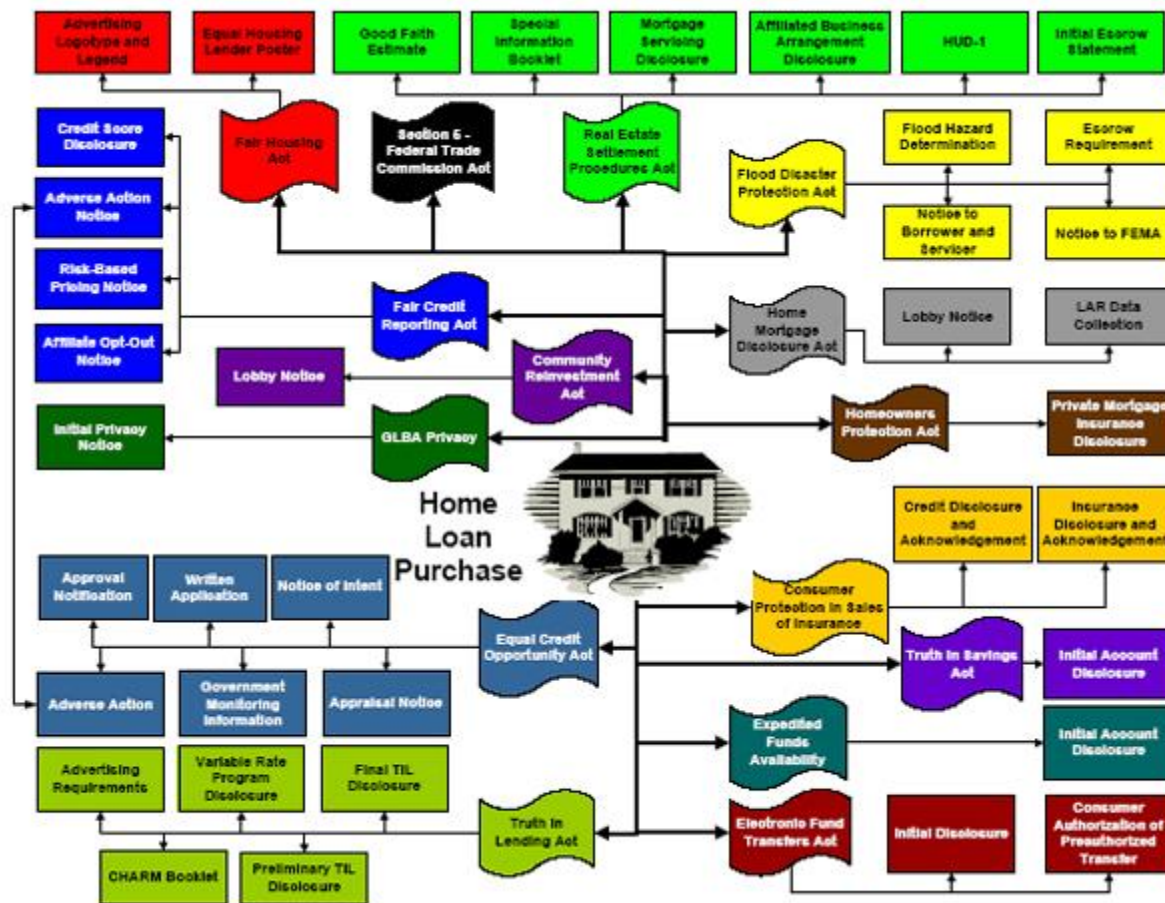 Advertising
Logotype and
Legend
Equal Housing
Lender Poster
Good Faith
Estimate
Special
Information
Booklet
Mortgage
Servicing
Disclosure
Affiliated Business
Arrangement
Disclosure
HUD-1
Initial Escrow
Statement
Credit Score
Disclosure
Fair Housing
Act
Section 5 -
Federal Trade
Commission Act
Real Estate
Settlement
Procedures Act
Flood Disaster
Protection Act
Flood Hazard
Determination
Escrow
Requirement
Adverse Action
Notice
Notice to
Borrower and
Servicer
Notice to FEMA
Risk-Based
Pricing Notice
Fair Credit
Reporting Act
Home
Mortgage
Disclosure Act
Lobby Notice
LAR Data
Collection
Affiliate Opt-Out
Notice
Lobby Notice
Community
Reinvestment
Act
Initial Privacy
Notice
GLBA Privacy
Homeowners
Protection Act
Private Mortgage
Insurance
Disclosure
Home
Loan
Purchase
Credit Disclosure
and
Acknowledgement
Insurance
Disclosure and
Acknowledgement
Approval
Notification
Written
Application
Notice of Intent
Consumer
Protection in Sales
of Insurance
Equal Credit
Opportunity Act
Truth in Savings
Act
Initial Account
Disclosure
Adverse Action
Government
Monitoring
Information
Appraisal Notice
Expedited
Funds
Availability
Initial Account
Disclosure
Advertising
Requirements
Variable Rate
Program
Disclosure
Final TIL
Disclosure
Truth in
Lending Act
Electronic Fund
Transfers Act
Initial Disclosure
Consumer
Authorization of
Preauthorized
Transfer
CHARM Booklet
Preliminary TIL
Disclosure